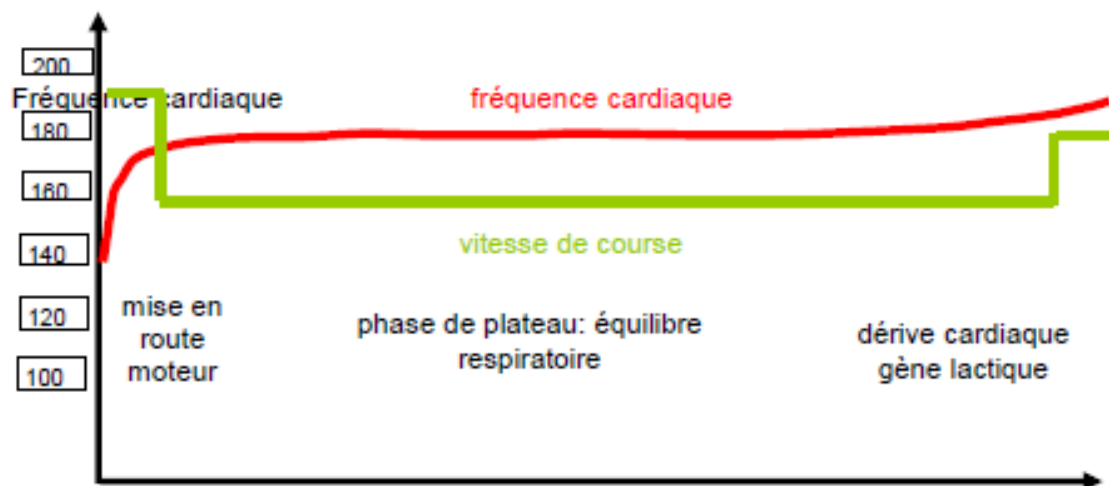 200
Fréquence cardiaque
fréquence cardiaque
180
160
vitesse de course
140
mise en
route
moteur
120
phase de plateau: équilibre
respiratoire
dérive cardiaque
gène lactique
100